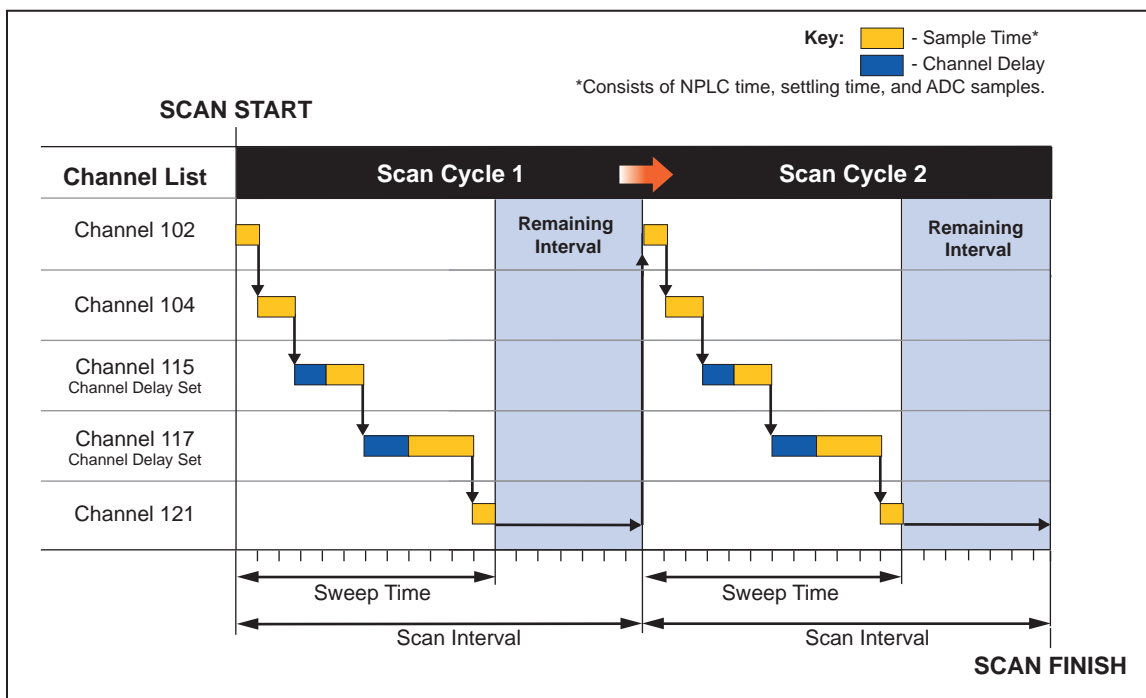 Key:
- Sample Time*
- Channel Delay
*Consists of NPLC time, settling time, and ADC samples.
SCAN START
Channel List
Scan Cycle 1
Scan Cycle 2
Channel 102
Remaining
Interval
Remaining
Interval
Channel 104
Channel 115
Channel Delay Set
Channel 117
Channel Delay Set
Channel 121
Sweep Time
Sweep Time
Scan Interval
Scan Interval
SCAN FINISH